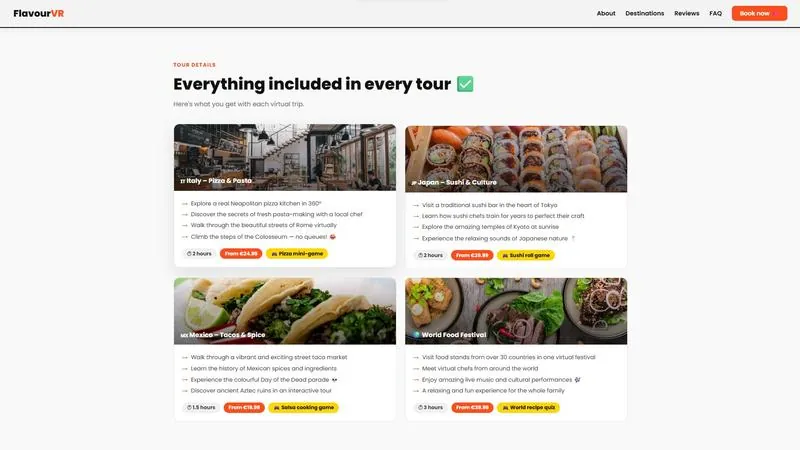 FlavourVR
About
Destinations
Reviews
FAQ
Book now
TOUR DETAILS
Everything included in every tour ✅
Here's what you get with each virtual trip.
IT Italy – Pizza & Pasta
→ Explore a real Neapolitan pizza kitchen in 360°
→ Discover the secrets of fresh pasta-making with a local chef
→ Walk through the beautiful streets of Rome virtually
→ Climb the steps of the Colosseum — no queues!
2 hours
From €24,99
Pizza mini-game
JP Japan – Sushi & Culture
→ Visit a traditional sushi bar in the heart of Tokyo
→ Learn how sushi chefs train for years to perfect their craft
→ Explore the amazing temples of Kyoto at sunrise
→ Experience the relaxing sounds of Japanese nature
2 hours
Sushi roll game
MX Mexico – Tacos & Spice
→ Walk through a vibrant and exciting street taco market
→ Learn the history of Mexican spices and ingredients
→ Experience the colourful Day of the Dead parade
→ Discover ancient Aztec ruins in an interactive tour
1.5 hours
From €19,99
Salsa cooking game
World Food Festival
→ Visit food stands from over 30 countries in one virtual festival
→ Meet virtual chefs from around the world
→ Enjoy amazing live music and cultural performances
→ A relaxing and fun experience for the whole family
3 hours
From €39,99
World recipe quiz